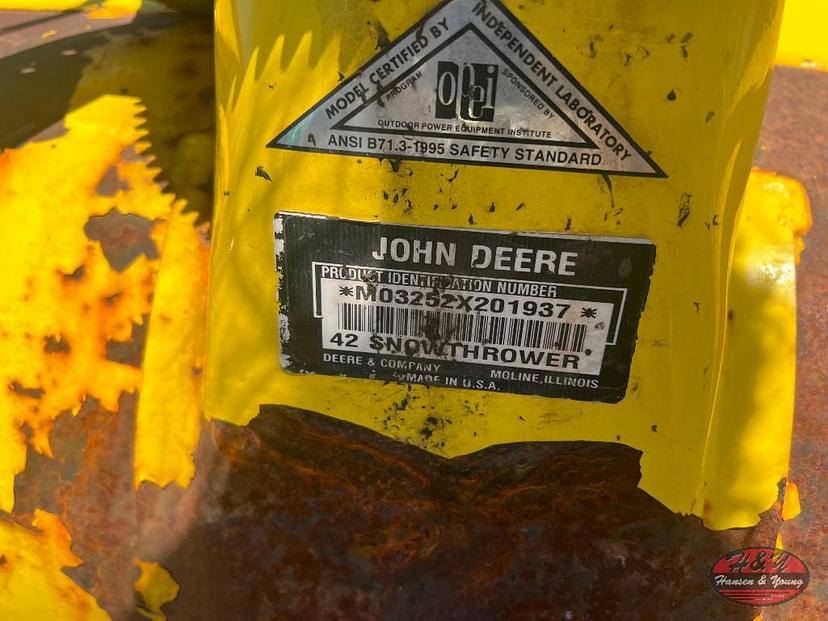 MODEL CERTIFIED BY
INDEPENDENT LABORATORY
PROGRAM
opei
SPONSORED BY
OUTDOOR POWER EQUIPMENT INSTITUTE
ANSI B71.3-1995 SAFETY STANDARD
JOHN DEERE
PRODUCT IDENTIFICATION NUMBER
*M03252X201937*
42 SNOWTHROWER
DEERE & COMPANY MOLINE, ILLINOIS
MADE IN U.S.A.
H&Y
Hansen & Young